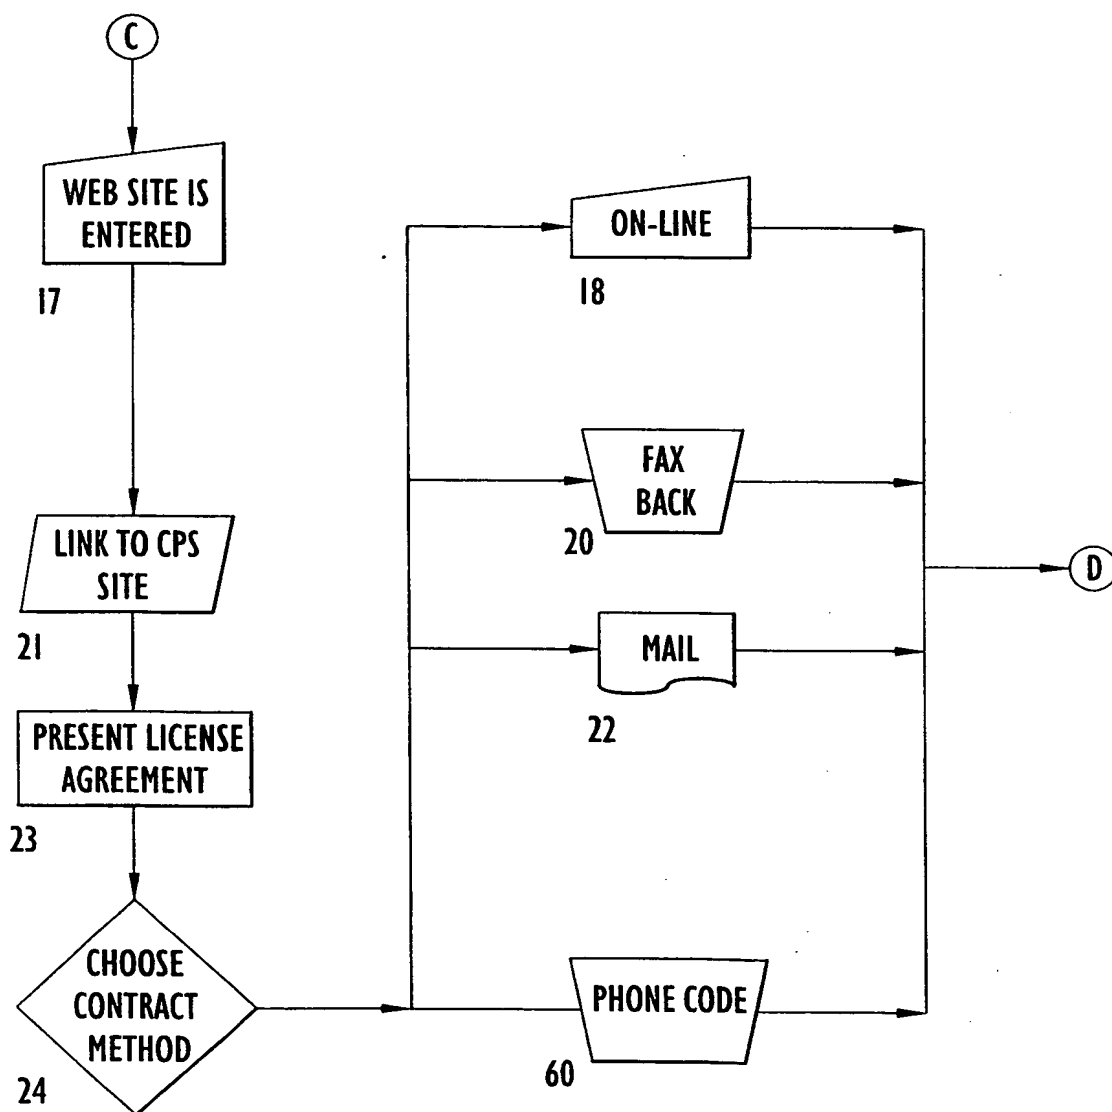 C
WEB SITE IS
ENTERED
17
LINK TO CPS
SITE
21
PRESENT LICENSE
AGREEMENT
23
CHOOSE
CONTRACT
METHOD
24
ON-LINE
18
FAX
BACK
20
MAIL
22
PHONE CODE
60
D